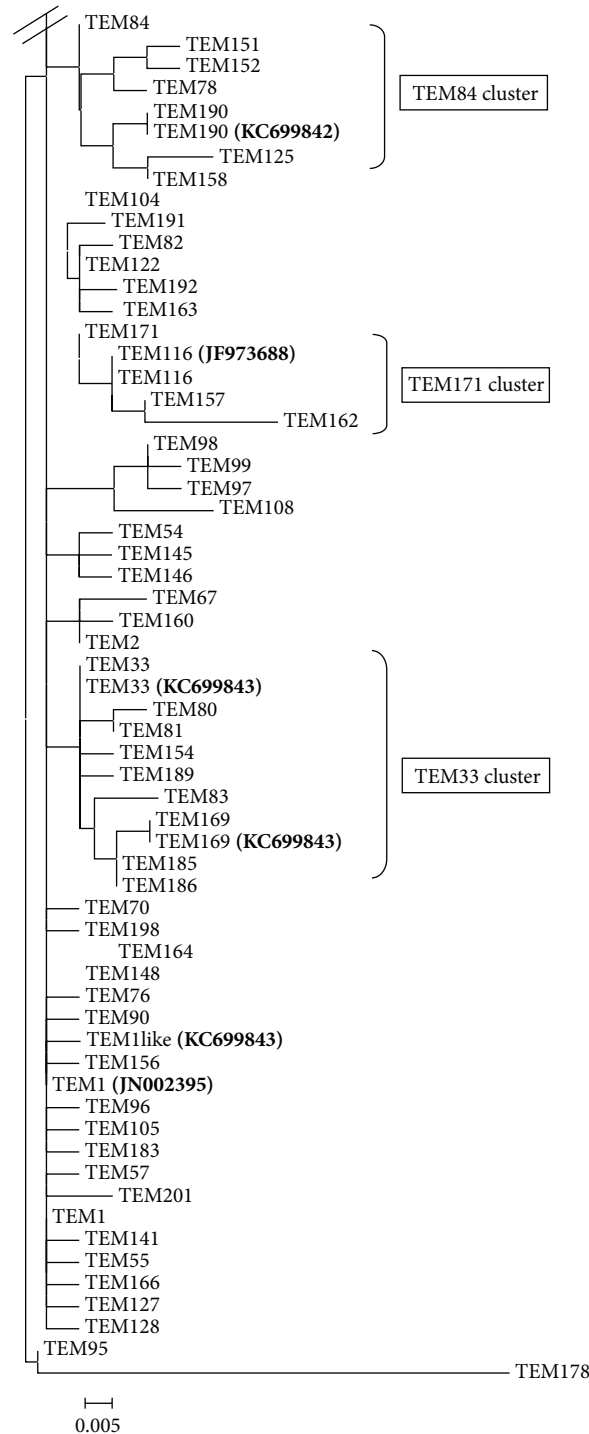 TEM84
TEM151
TEM152
TEM78
TEM190
TEM190 (KC699842)
TEM125
TEM158
TEM84 cluster
TEM104
TEM191
TEM82
TEM122
TEM192
TEM163
TEM171
TEM116 (JF973688)
TEM116
TEM157
TEM162
TEM171 cluster
TEM98
TEM99
TEM97
TEM108
TEM54
TEM145
TEM146
TEM67
TEM160
TEM2
TEM33
TEM33 (KC699843)
TEM80
TEM81
TEM154
TEM189
TEM83
TEM169
TEM169 (KC699843)
TEM185
TEM186
TEM33 cluster
TEM70
TEM198
TEM164
TEM148
TEM76
TEM90
TEM1like (KC699843)
TEM156
TEM1 (JN002395)
TEM96
TEM105
TEM183
TEM57
TEM201
TEM1
TEM141
TEM55
TEM166
TEM127
TEM128
TEM95
TEM178
0.005